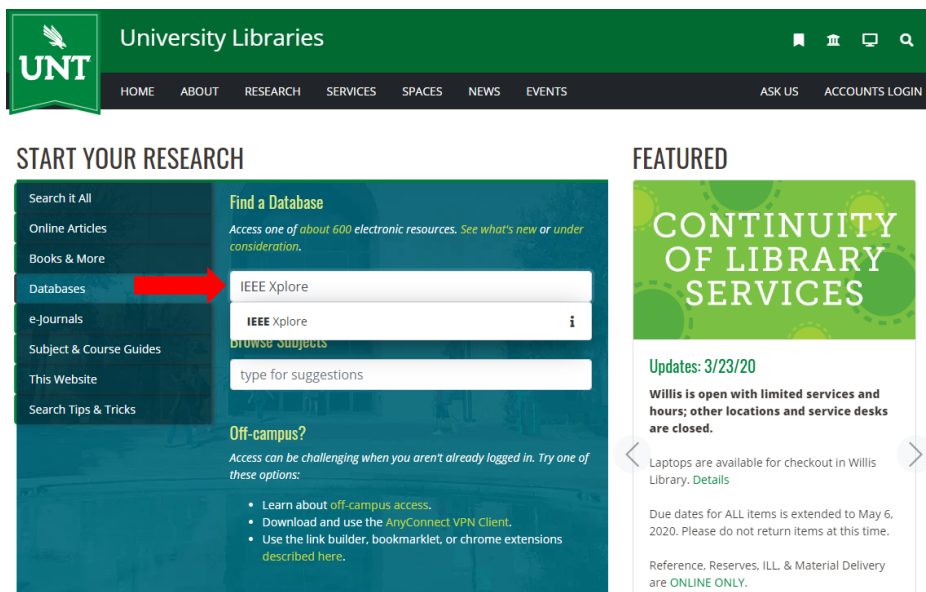 University Libraries
UNT
HOME ABOUT RESEARCH SERVICES SPACES NEWS EVENTS ASK US ACCOUNTS LOGIN
START YOUR RESEARCH
Search it All
Online Articles
Books & More
Databases
e-Journals
Subject & Course Guides
This Website
Search Tips & Tricks
Find a Database
Access one of about 600 electronic resources. See what's new or under
consideration.
IEEE Xplore
IEEE Xplore i
Browse Subjects
type for suggestions
Off-campus?
Access can be challenging when you aren't already logged in. Try one of
these options:
• Learn about off-campus access.
• Download and use the AnyConnect VPN Client.
• Use the link builder, bookmarklet, or chrome extensions
described here.
FEATURED
CONTINUITY
OF LIBRARY
SERVICES
Updates: 3/23/20
Willis is open with limited services and
hours; other locations and service desks
are closed.
Laptops are available for checkout in Willis
Library. Details
Due dates for ALL items is extended to May 6,
2020. Please do not return items at this time.
Reference, Reserves, ILL, & Material Delivery
are ONLINE ONLY.